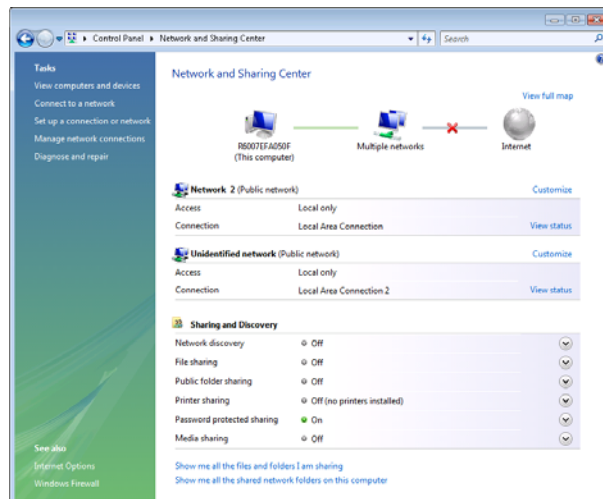 Control Panel Network and Sharing Center Search
Tasks
View computers and devices
Connect to a network
Set up a connection or network
Manage network connections
Diagnose and repair
See also
Internet Options
Windows Firewall
Network and Sharing Center
View full map
R6007EFA050F
(This computer)
Multiple networks
Internet
Network 2 (Public network) Customize
Access Local only
Connection Local Area Connection View status
Unidentified network (Public network) Customize
Access Local only
Connection Local Area Connection 2 View status
Sharing and Discovery
Network discovery Off
File sharing Off
Public folder sharing Off
Printer sharing Off (no printers installed)
Password protected sharing On
Media sharing Off
Show me all the files and folders I am sharing
Show me all the shared network folders on this computer